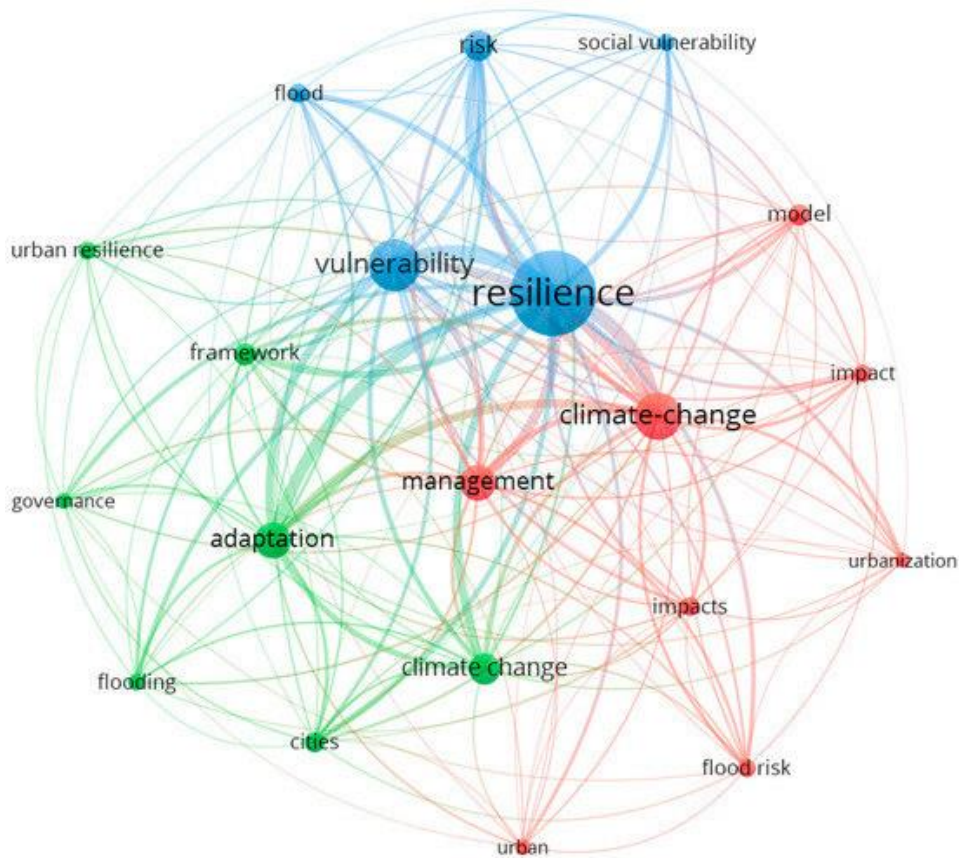 risk
social vulnerability
flood
model
urban resilience
vulnerability
resilience
framework
impact
climate-change
management
governance
adaptation
urbanization
impacts
climate change
flooding
cities
flood risk
urban